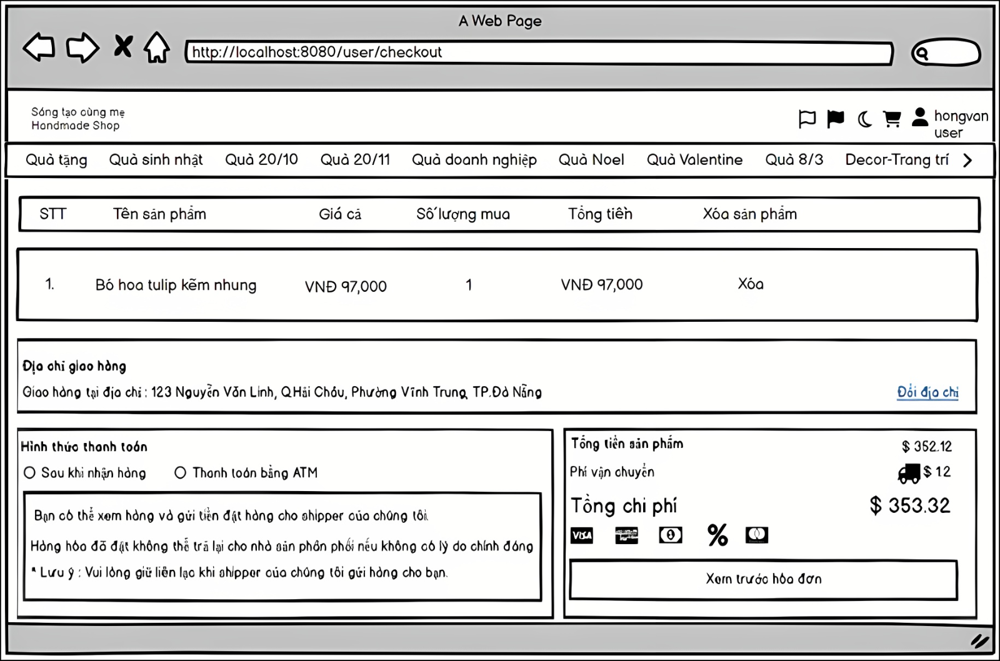 A Web Page
http://localhost:8080/user/checkout
Sáng tạo cùng mẹ
Handmade Shop
hongvan
user
Quà tặng Quà sinh nhật Quà 20/10 Quà 20/11 Quà doanh nghiệp Quà Noel Quà Valentine Quà 8/3 Decor-Trang trí
STT Tên sản phẩm Giá cả Số lượng mua Tổng tiền Xóa sản phẩm
1. Bó hoa tulip kẽm nhung VNĐ 97,000 1 VNĐ 97,000 Xóa
Địa chỉ giao hàng
Giao hàng tại địa chỉ : 123 Nguyễn Văn Linh, Q.Hải Châu, Phường Vĩnh Trung, TP.Đà Nẵng Đổi địa chỉ
Hình thức thanh toán
Sau khi nhận hàng Thanh toán bằng ATM
Bạn có thể xem hàng và gửi tiền đặt hàng cho shipper của chúng tôi.
Hàng hóa đã đặt không thể trả lại cho nhà sản phân phối nếu không có lý do chính đáng
* Lưu ý : Vui lòng giữ liên lạc khi shipper của chúng tôi gửi hàng cho bạn.
Tổng tiền sản phẩm $ 352.12
Phí vận chuyển $ 12
Tổng chi phí $ 353.32
VISA
%
Xem trước hóa đơn